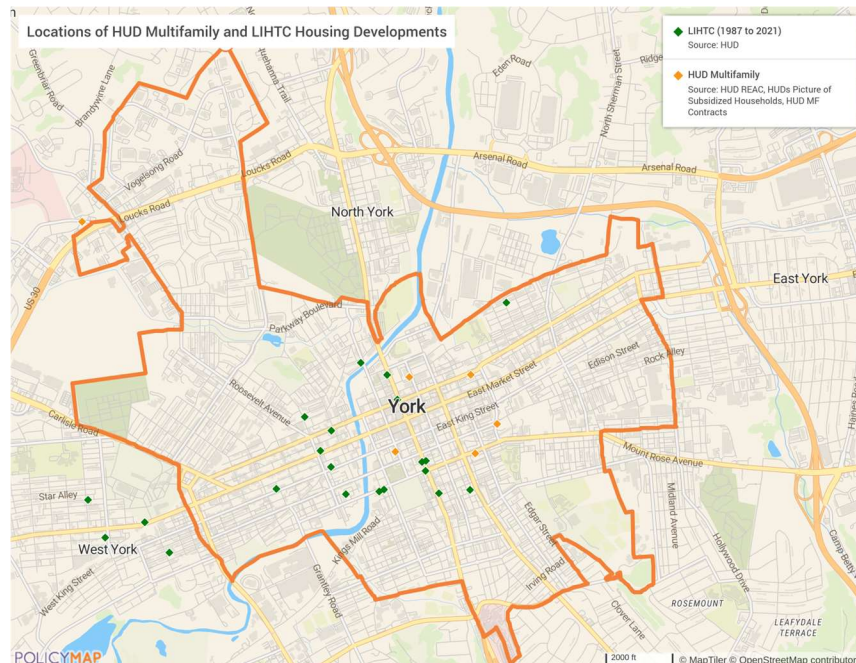 Locations of HUD Multifamily and LIHTC Housing Developments
LIHTC (1987 to 2021)
Source: HUD
HUD Multifamily
Source: HUD REAC, HUDs Picture of
Subsidized Households, HUD MF
Contracts
Greenbriar Road
Brandywine Lane
Susquehanna Trail
Eden Road
North Sherman Street
Vogelsong Road
Loucks Road
Arsenal Road
Arsenal Road
Loucks Road
North York
US 30
East York
Parkway Boulevard
Edison Street
Rock Alley
East Market Street
Roosevelt Avenue
York
East King Street
Carlisle Road
Haines Road
Mount Rose Avenue
Star Alley
Midland Avenue
Edgar Street
Kings Mill Road
West York
Hollywood Drive
Camp Betty
West King Street
Grantley Road
Irving Road
Clover Lane
ROSEMOUNT
LEAFYDALE
TERRACE
POLICYMAP
2000 ft
© MapTiler © OpenStreetMap contributor